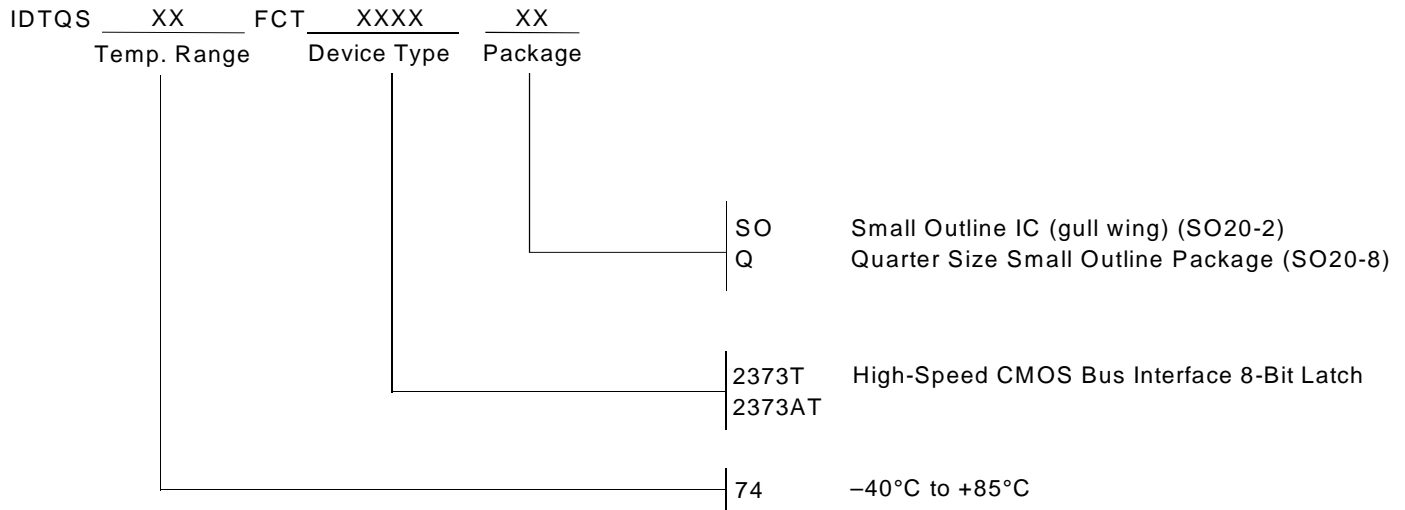 IDTQS XX FCT XXXX XX
Temp. Range Device Type Package
SO Small Outline IC (gull wing) (SO20-2)
Q Quarter Size Small Outline Package (SO20-8)
2373T High-Speed CMOS Bus Interface 8-Bit Latch
2373AT
74 –40°C to +85°C